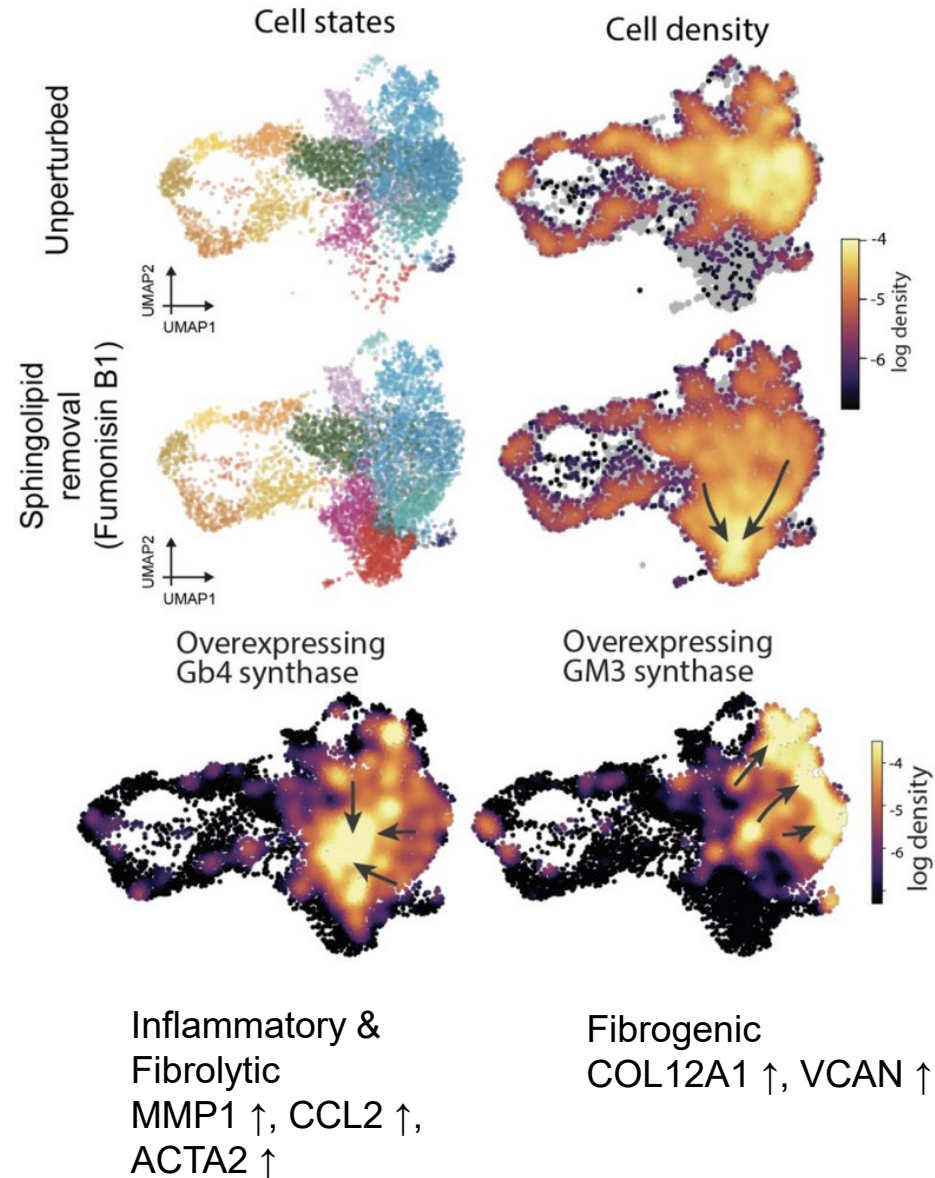 Cell states
Cell density
Unperturbed
UMAP2
UMAP1
-4
-5
-6
log density
Sphingolipid
removal
(Fumonisin B1)
UMAP2
UMAP1
Overexpressing
Gb4 synthase
Overexpressing
GM3 synthase
-4
-5
-6
log density
Inflammatory &
Fibrolytic
MMP1 ↑, CCL2 ↑,
ACTA2 ↑
Fibrogenic
COL12A1 ↑, VCAN ↑